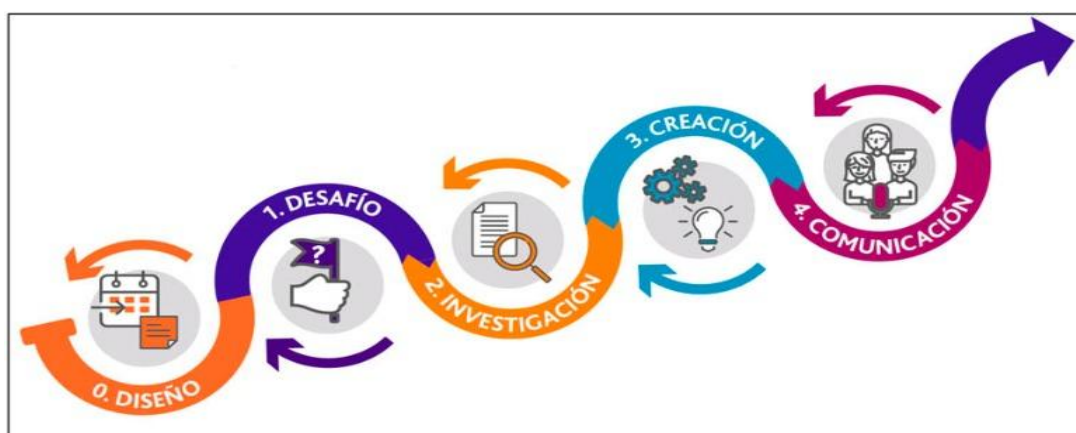 0. DISEÑO
1. DESAFÍO
?
2. INVESTIGACIÓN
3. CREACIÓN
4. COMUNICACIÓN